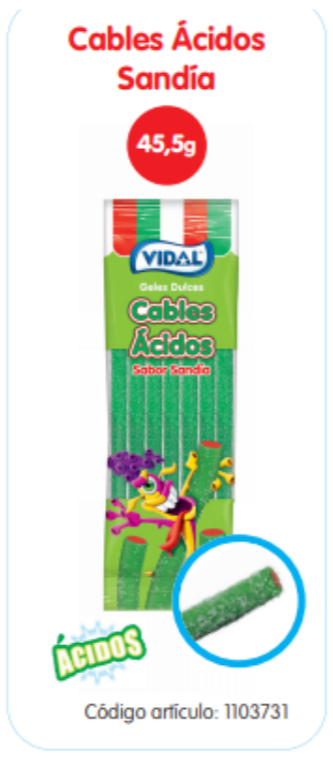 Cables Ácidos
Sandía
45,5g
VIDAL
Geles Dulces
Cables
Ácidos
Sabor Sandía
ÁCIDOS
Código artículo: 1103731